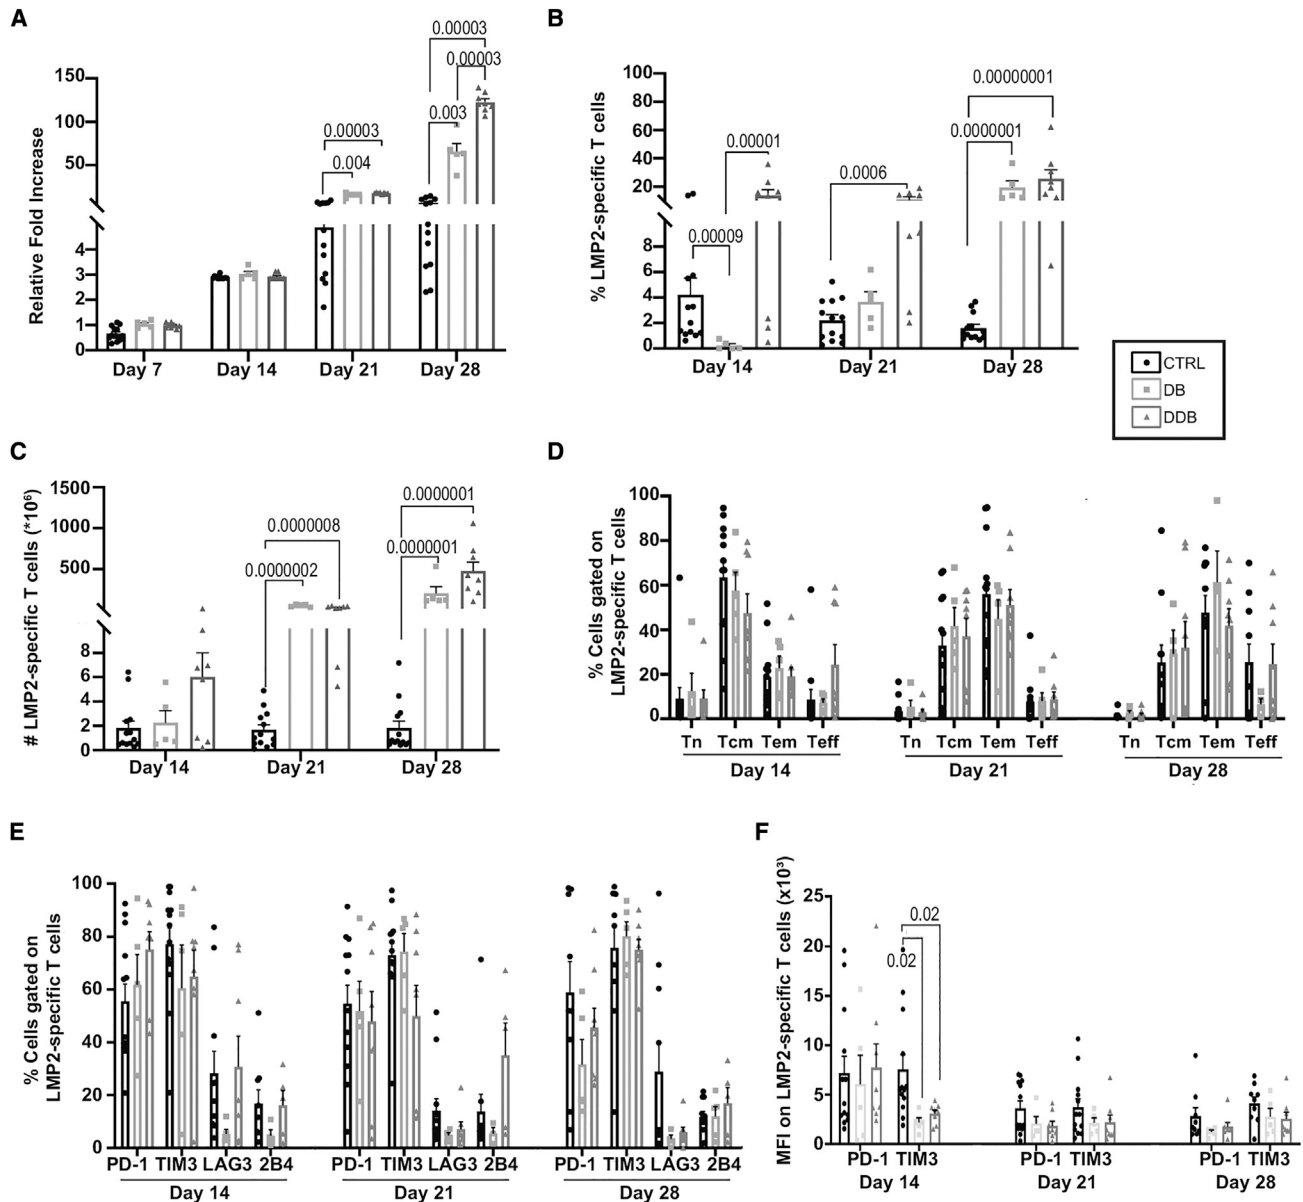 A
Relative Fold Increase
150
100
50
4
3
2
1
0
0.00003
0.004
0.00003
0.00003
0.003
Day 7 Day 14 Day 21 Day 28
B
% LMP2-specific T cells
100
80
60
40
20
8
6
4
2
0
0.00001
0.00009
0.0006
0.00000001
0.0000001
Day 14 Day 21 Day 28
CTRL
DB
DDB
C
# LMP2-specific T cells (*10⁶)
1500
1000
500
8
6
4
2
0
0.0000008
0.0000002
0.0000001
0.0000001
Day 14 Day 21 Day 28
D
% Cells gated on
LMP2-specific T cells
100
80
60
40
20
0
Tn Tcm Tem Teff Tn Tcm Tem Teff Tn Tcm Tem Teff
Day 14 Day 21 Day 28
E
% Cells gated on
LMP2-specific T cells
100
80
60
40
20
0
PD-1 TIM3 LAG3 2B4 PD-1 TIM3 LAG3 2B4 PD-1 TIM3 LAG3 2B4
Day 14 Day 21 Day 28
F
MFI on LMP2-specific T cells (x10³)
25
20
15
10
5
0
0.02
0.02
PD-1 TIM3 PD-1 TIM3 PD-1 TIM3
Day 14 Day 21 Day 28